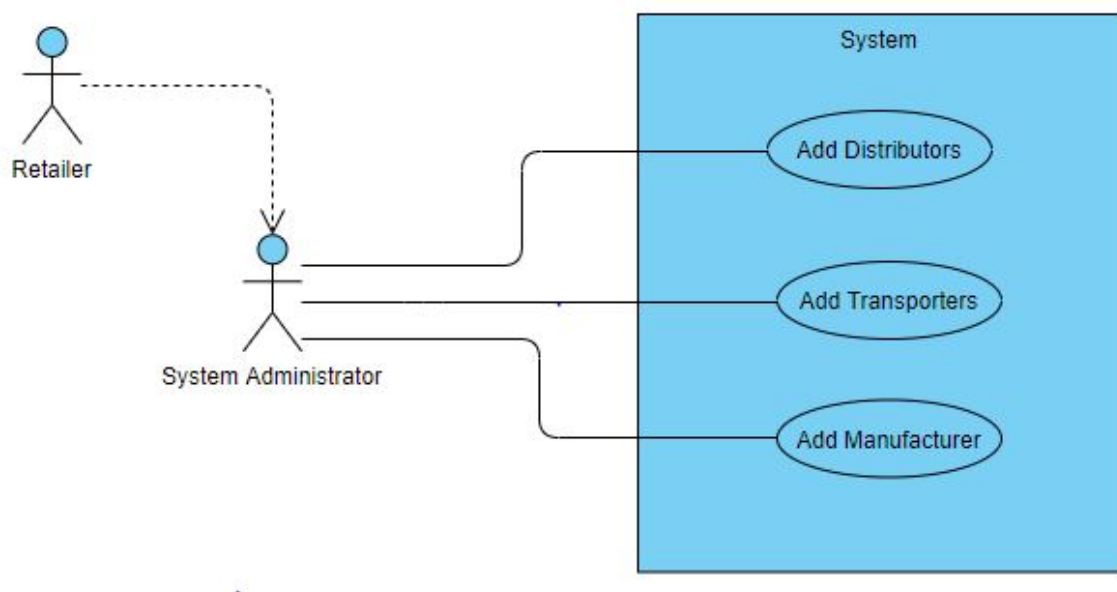 System
Retailer
Add Distributors
Add Transporters
System Administrator
Add Manufacturer